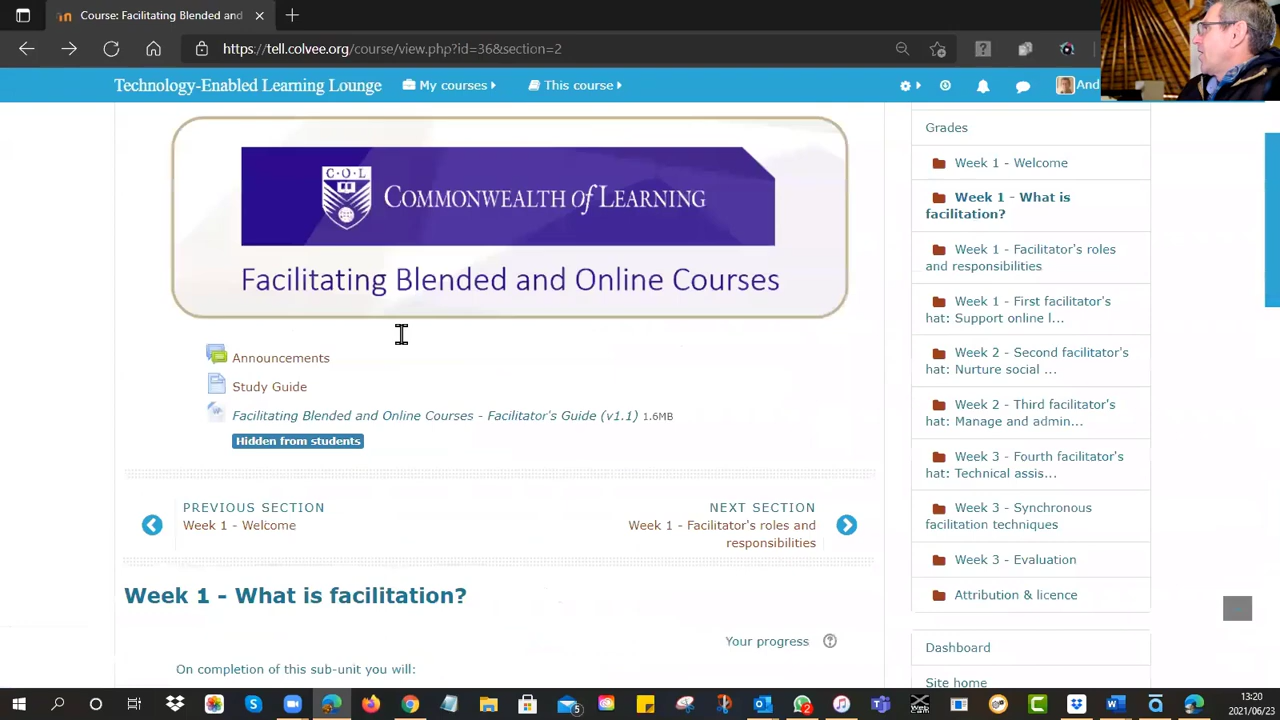 Course: Facilitating Blended and
https://tell.colvee.org/course/view.php?id=36&section=2
Technology-Enabled Learning Lounge
My courses
This course
And
C·O·L
COMMONWEALTH of LEARNING
Facilitating Blended and Online Courses
Announcements
Study Guide
Facilitating Blended and Online Courses - Facilitator's Guide (v1.1) 1.6MB
Hidden from students
PREVIOUS SECTION
Week 1 - Welcome
NEXT SECTION
Week 1 - Facilitator's roles and
responsibilities
Week 1 - What is facilitation?
Your progress
On completion of this sub-unit you will:
Grades
Week 1 - Welcome
Week 1 - What is
facilitation?
Week 1 - Facilitator's roles
and responsibilities
Week 1 - First facilitator's
hat: Support online l...
Week 2 - Second facilitator's
hat: Nurture social ...
Week 2 - Third facilitator's
hat: Manage and admin...
Week 3 - Fourth facilitator's
hat: Technical assis...
Week 3 - Synchronous
facilitation techniques
Week 3 - Evaluation
Attribution & licence
Dashboard
Site home
5
2
13:20
2021/06/23